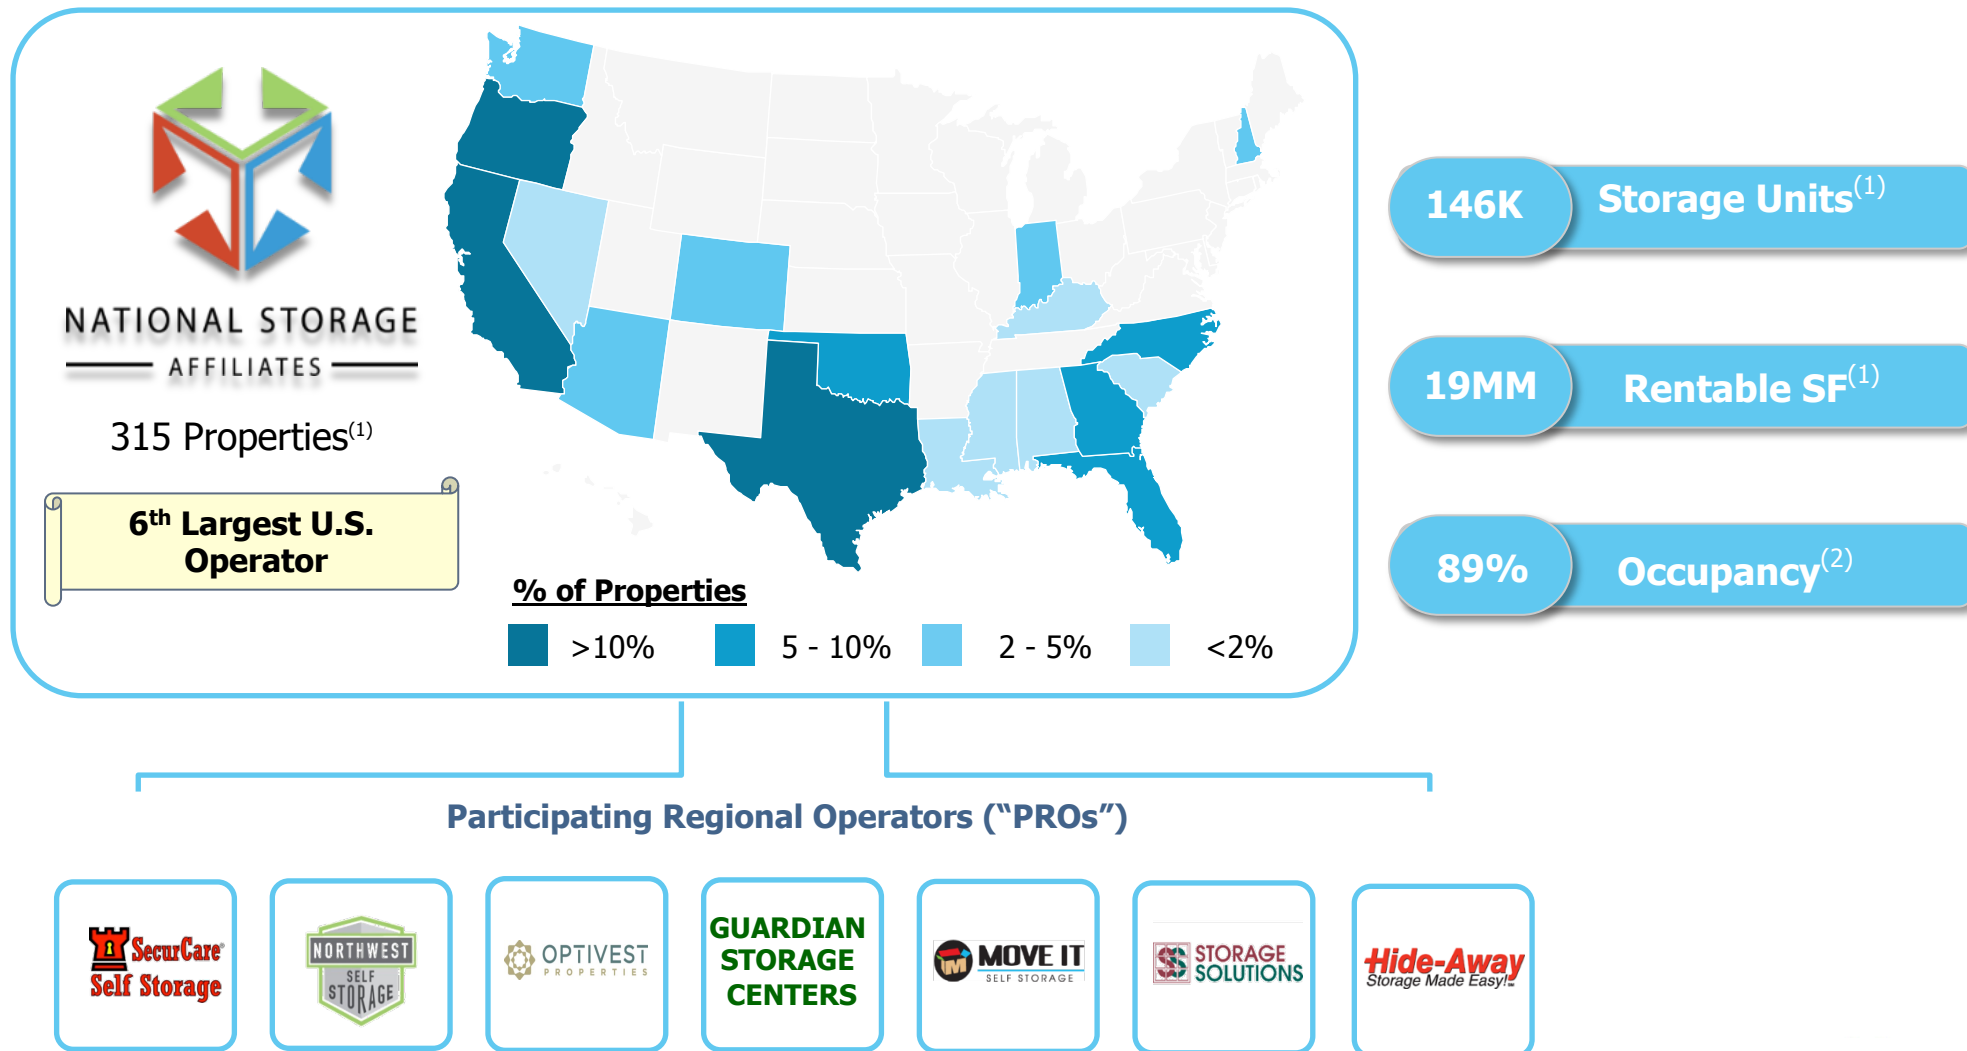 NATIONAL STORAGE
AFFILIATES
315 Properties(1)
6th Largest U.S.
Operator
% of Properties
>10%
5 - 10%
2 - 5%
<2%
146K
Storage Units(1)
19MM
Rentable SF(1)
89%
Occupancy(2)
Participating Regional Operators (“PROs”)
SecurCare®
Self Storage
NORTHWEST
SELF
STORAGE
OPTIVEST
PROPERTIES
GUARDIAN
STORAGE
CENTERS
MOVE IT
SELF STORAGE
STORAGE
SOLUTIONS
Hide-Away
Storage Made Easy!℠